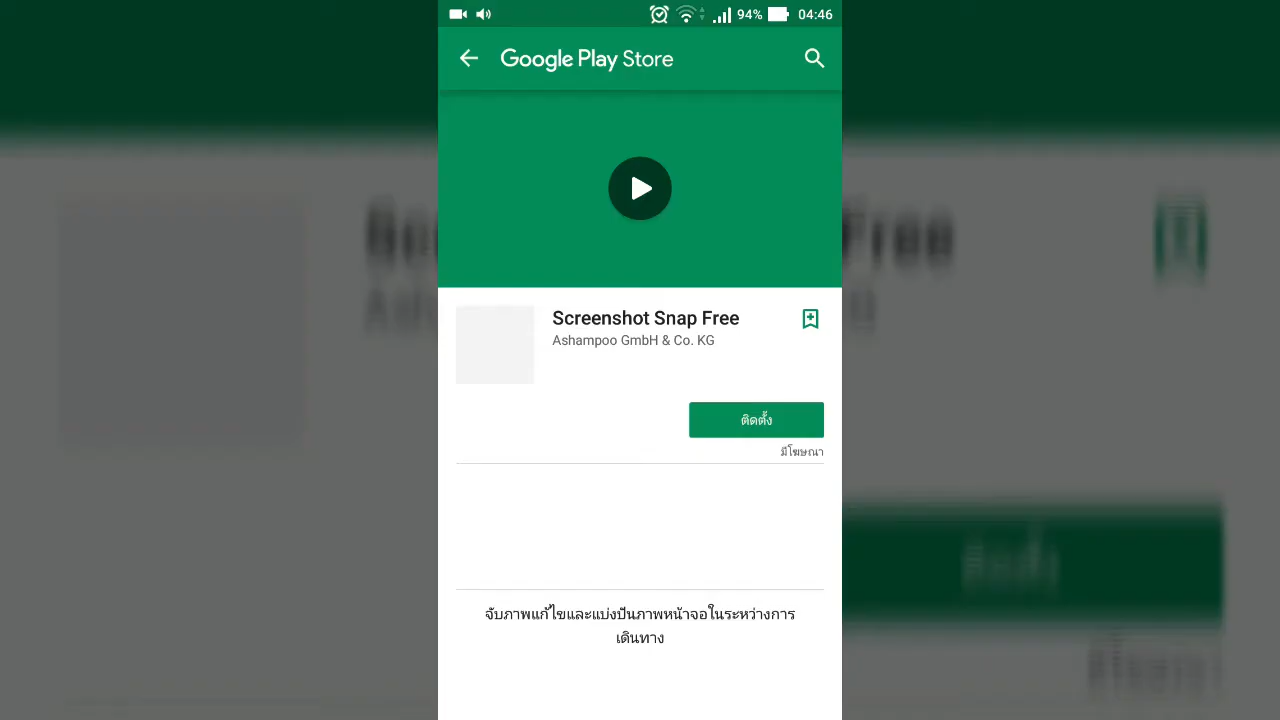 94% 04:46
Google Play Store
Screenshot Snap Free
Ashampoo GmbH & Co. KG
ติดตั้ง
มีโฆษณา
จับภาพแก้ไขและแบ่งปันภาพหน้าจอในระหว่างการ
เดินทาง